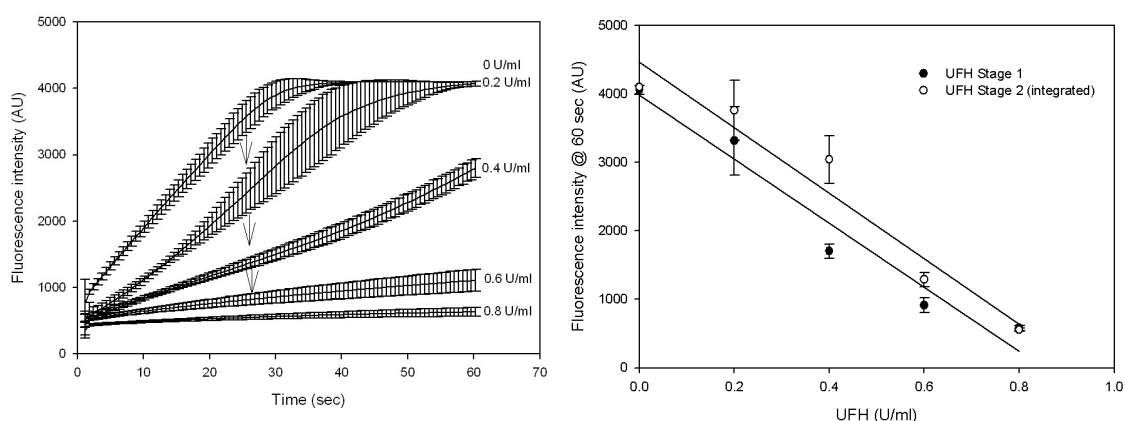 5000
4000
3000
2000
1000
0
Fluorescence intensity (AU)
0 10 20 30 40 50 60 70
Time (sec)
0 U/ml
0.2 U/ml
0.4 U/ml
0.6 U/ml
0.8 U/ml
5000
4000
3000
2000
1000
0
Fluorescence intensity @ 60 sec (AU)
0.0 0.2 0.4 0.6 0.8 1.0
UFH (U/ml)
UFH Stage 1
UFH Stage 2 (integrated)